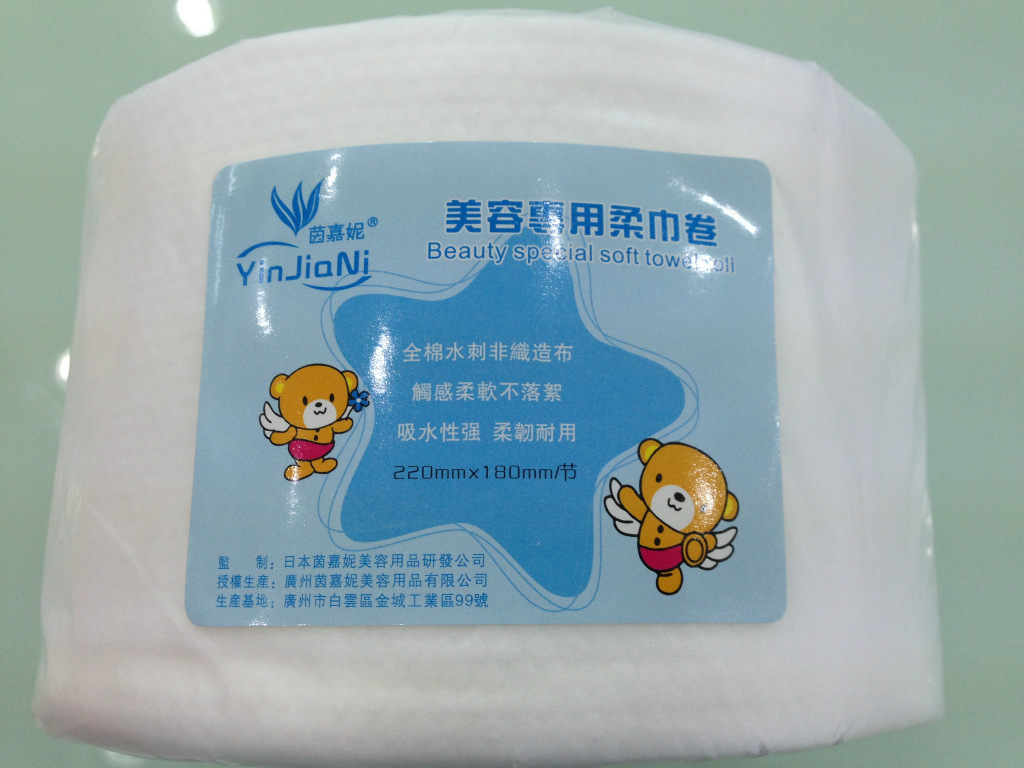 茵嘉妮®
YinJiaNi
美容專用柔巾卷
Beauty special soft towel roll
全棉水刺非織造布
觸感柔軟不落絮
吸水性强 柔韌耐用
220mm×180mm/节
監 制：日本茵嘉妮美容用品研發公司
授權生産：廣州茵嘉妮美容用品有限公司
生産基地：廣州市白雲區金城工業區99號